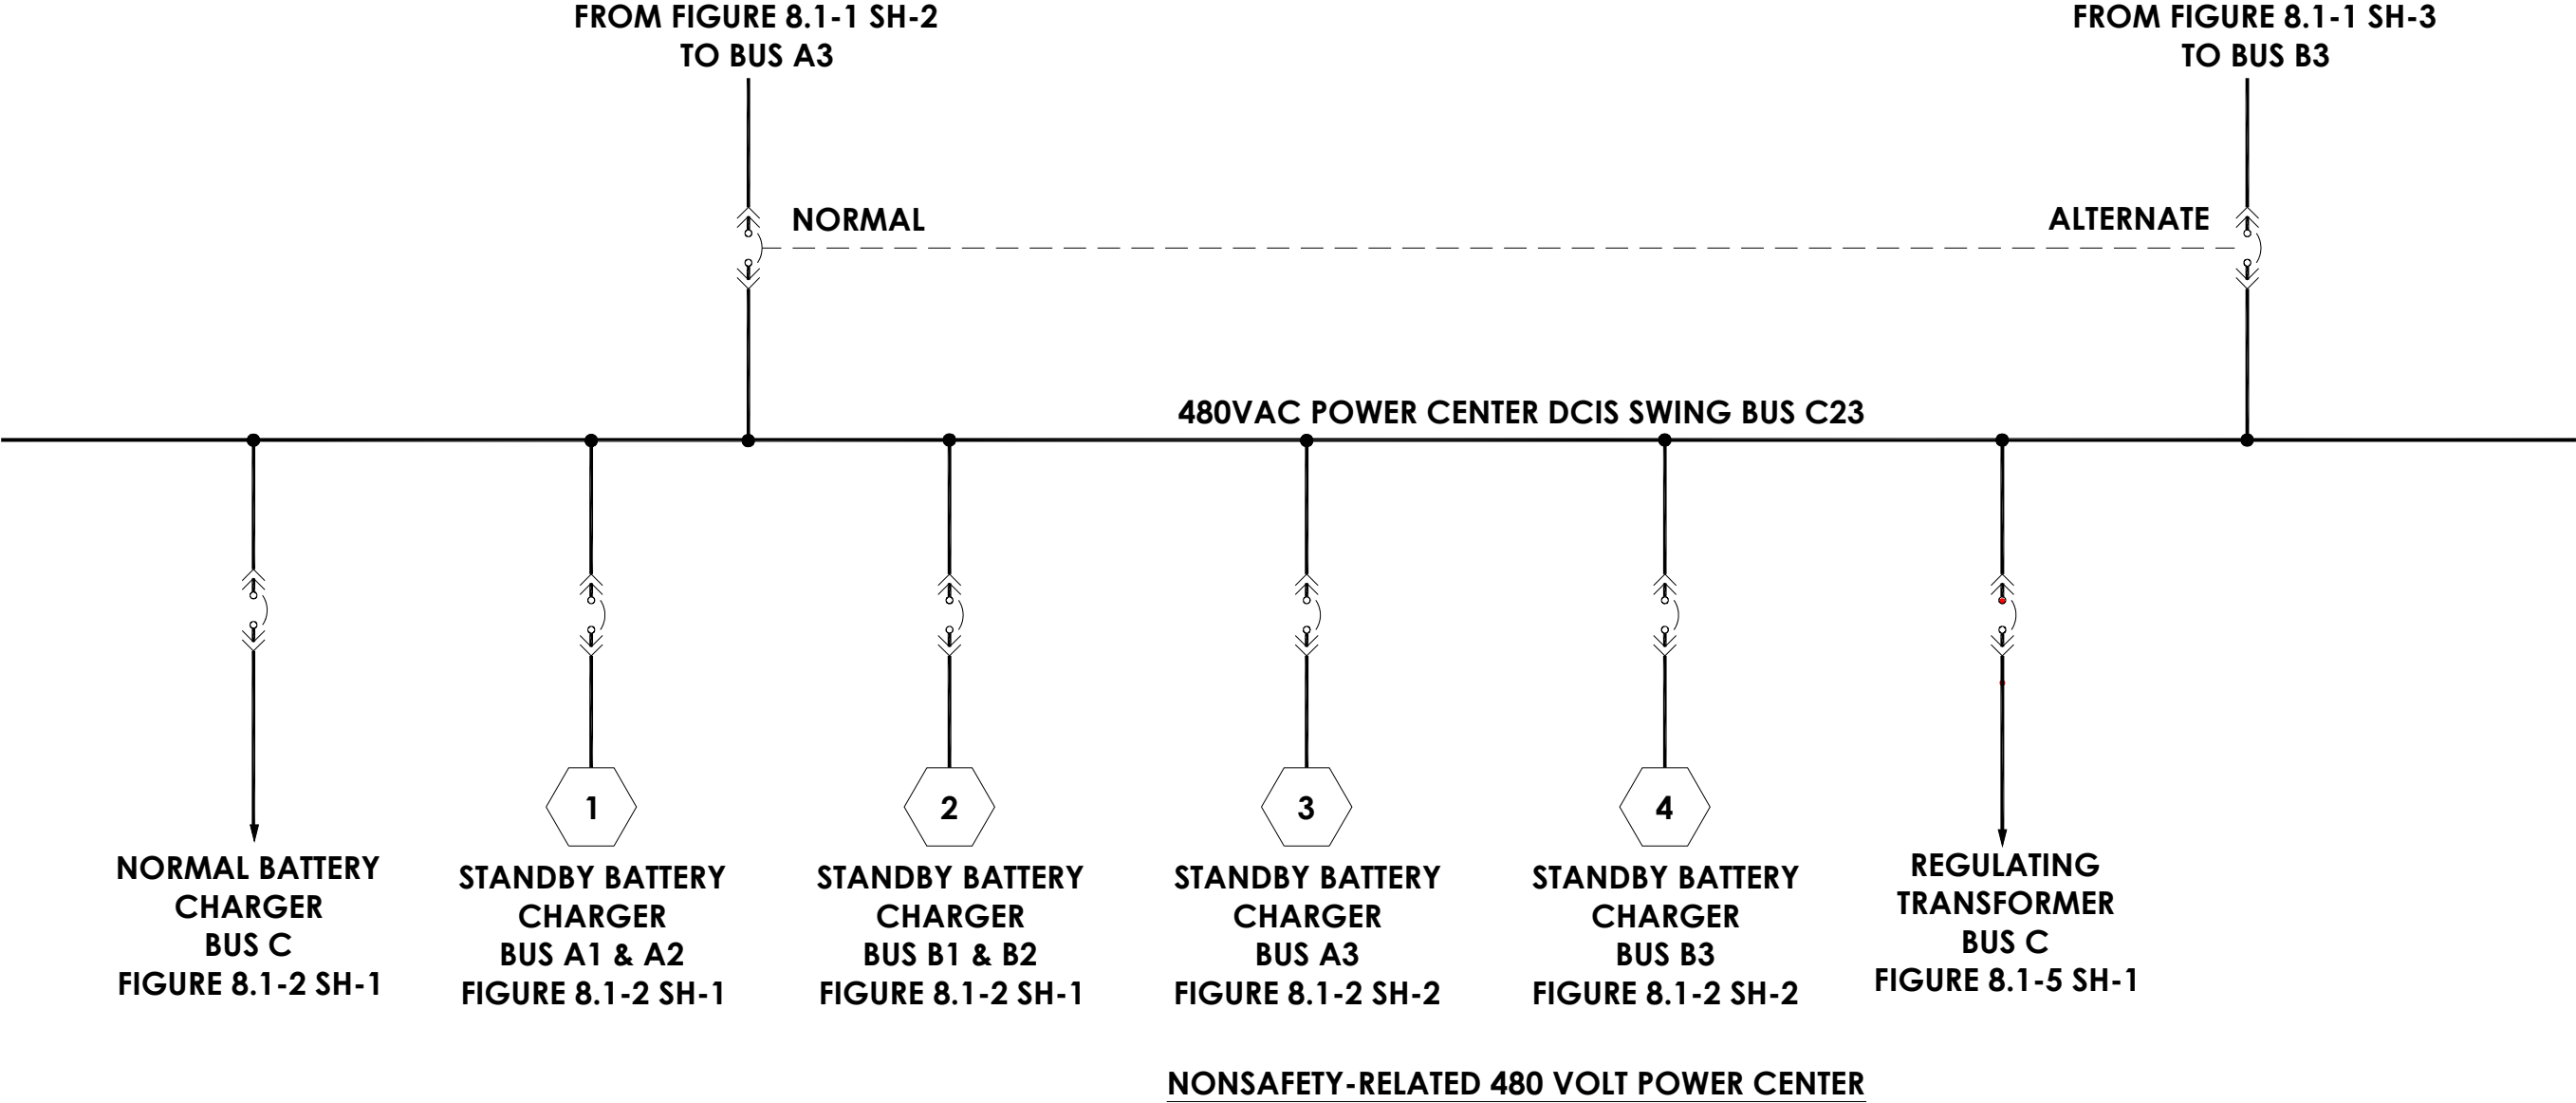 FROM FIGURE 8.1-1 SH-2
TO BUS A3
FROM FIGURE 8.1-1 SH-3
TO BUS B3
NORMAL
ALTERNATE
480VAC POWER CENTER DCIS SWING BUS C23
NORMAL BATTERY
CHARGER
BUS C
FIGURE 8.1-2 SH-1
1
STANDBY BATTERY
CHARGER
BUS A1 & A2
FIGURE 8.1-2 SH-1
2
STANDBY BATTERY
CHARGER
BUS B1 & B2
FIGURE 8.1-2 SH-1
3
STANDBY BATTERY
CHARGER
BUS A3
FIGURE 8.1-2 SH-2
4
STANDBY BATTERY
CHARGER
BUS B3
FIGURE 8.1-2 SH-2
REGULATING
TRANSFORMER
BUS C
FIGURE 8.1-5 SH-1
NONSAFETY-RELATED 480 VOLT POWER CENTER